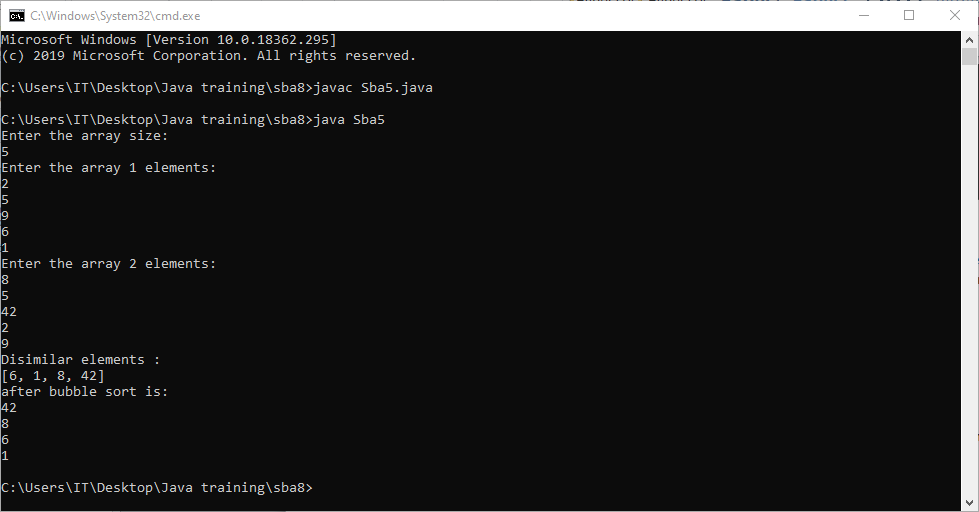 C:\Windows\System32\cmd.exe
Microsoft Windows [Version 10.0.18362.295]
(c) 2019 Microsoft Corporation. All rights reserved.
C:\Users\IT\Desktop\Java training\sba8>javac Sba5.java
C:\Users\IT\Desktop\Java training\sba8>java Sba5
Enter the array size:
5
Enter the array 1 elements:
2
5
9
6
1
Enter the array 2 elements:
8
5
42
2
9
Disimilar elements :
[6, 1, 8, 42]
after bubble sort is:
42
8
6
1
C:\Users\IT\Desktop\Java training\sba8>